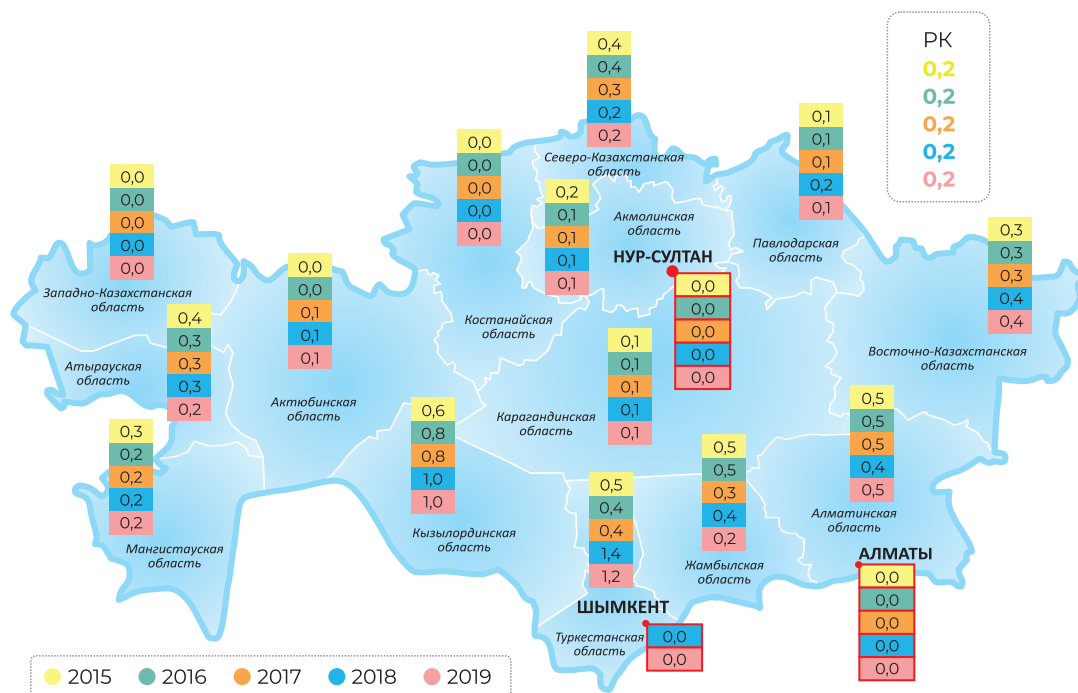 РК
0,2
0,2
0,2
0,2
0,2
0,4
0,4
0,3
0,2
0,2
Северо-Казахстанская
область
0,0
0,0
0,0
0,0
0,0
Костанайская
область
0,1
0,1
0,1
0,2
0,1
Павлодарская
область
0,2
0,1
0,1
0,1
0,1
Акмолинская
область
НУР-СУЛТАН
0,0
0,0
0,0
0,0
0,0
0,0
0,0
0,0
0,0
0,0
Западно-Казахстанская
область
0,3
0,3
0,3
0,4
0,4
Восточно-Казахстанская
область
0,0
0,0
0,1
0,1
0,1
Актюбинская
область
0,4
0,3
0,3
0,3
0,2
Атырауская
область
0,1
0,1
0,1
0,1
0,1
Карагандинская
область
0,3
0,2
0,2
0,2
0,2
Мангистауская
область
0,6
0,8
0,8
1,0
1,0
Кызылординская
область
0,5
0,4
0,4
1,4
1,2
ШЫМКЕНТ
Туркестанская
область
0,0
0,0
0,5
0,5
0,3
0,4
0,2
Жамбылская
область
0,5
0,5
0,5
0,4
0,5
Алматинская
область
АЛМАТЫ
0,0
0,0
0,0
0,0
0,0
2015 2016 2017 2018 2019